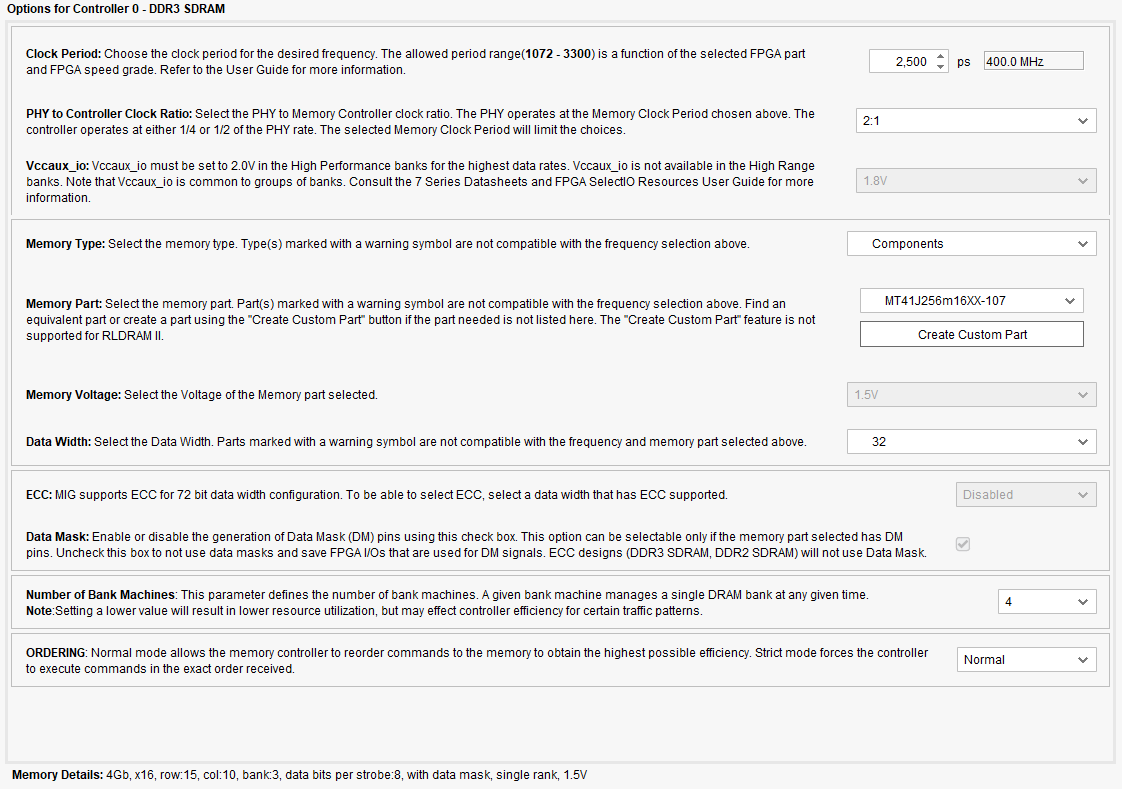 Options for Controller 0 - DDR3 SDRAM
Clock Period: Choose the clock period for the desired frequency. The allowed period range(1072 - 3300) is a function of the selected FPGA part
and FPGA speed grade. Refer to the User Guide for more information.
2,500 ps 400.0 MHz
PHY to Controller Clock Ratio: Select the PHY to Memory Controller clock ratio. The PHY operates at the Memory Clock Period chosen above. The
controller operates at either 1/4 or 1/2 of the PHY rate. The selected Memory Clock Period will limit the choices.
2:1
Vccaux_io: Vccaux_io must be set to 2.0V in the High Performance banks for the highest data rates. Vccaux_io is not available in the High Range
banks. Note that Vccaux_io is common to groups of banks. Consult the 7 Series Datasheets and FPGA SelectIO Resources User Guide for more
information.
1.8V
Memory Type: Select the memory type. Type(s) marked with a warning symbol are not compatible with the frequency selection above.
Components
Memory Part: Select the memory part. Part(s) marked with a warning symbol are not compatible with the frequency selection above. Find an
equivalent part or create a part using the "Create Custom Part" button if the part needed is not listed here. The "Create Custom Part" feature is not
supported for RLDRAM II.
MT41J256m16XX-107
Create Custom Part
Memory Voltage: Select the Voltage of the Memory part selected.
1.5V
Data Width: Select the Data Width. Parts marked with a warning symbol are not compatible with the frequency and memory part selected above.
32
ECC: MIG supports ECC for 72 bit data width configuration. To be able to select ECC, select a data width that has ECC supported.
Disabled
Data Mask: Enable or disable the generation of Data Mask (DM) pins using this check box. This option can be selectable only if the memory part selected has DM
pins. Uncheck this box to not use data masks and save FPGA I/Os that are used for DM signals. ECC designs (DDR3 SDRAM, DDR2 SDRAM) will not use Data Mask.
Number of Bank Machines: This parameter defines the number of bank machines. A given bank machine manages a single DRAM bank at any given time.
Note:Setting a lower value will result in lower resource utilization, but may effect controller efficiency for certain traffic patterns.
4
ORDERING: Normal mode allows the memory controller to reorder commands to the memory to obtain the highest possible efficiency. Strict mode forces the controller
to execute commands in the exact order received.
Normal
Memory Details: 4Gb, x16, row:15, col:10, bank:3, data bits per strobe:8, with data mask, single rank, 1.5V